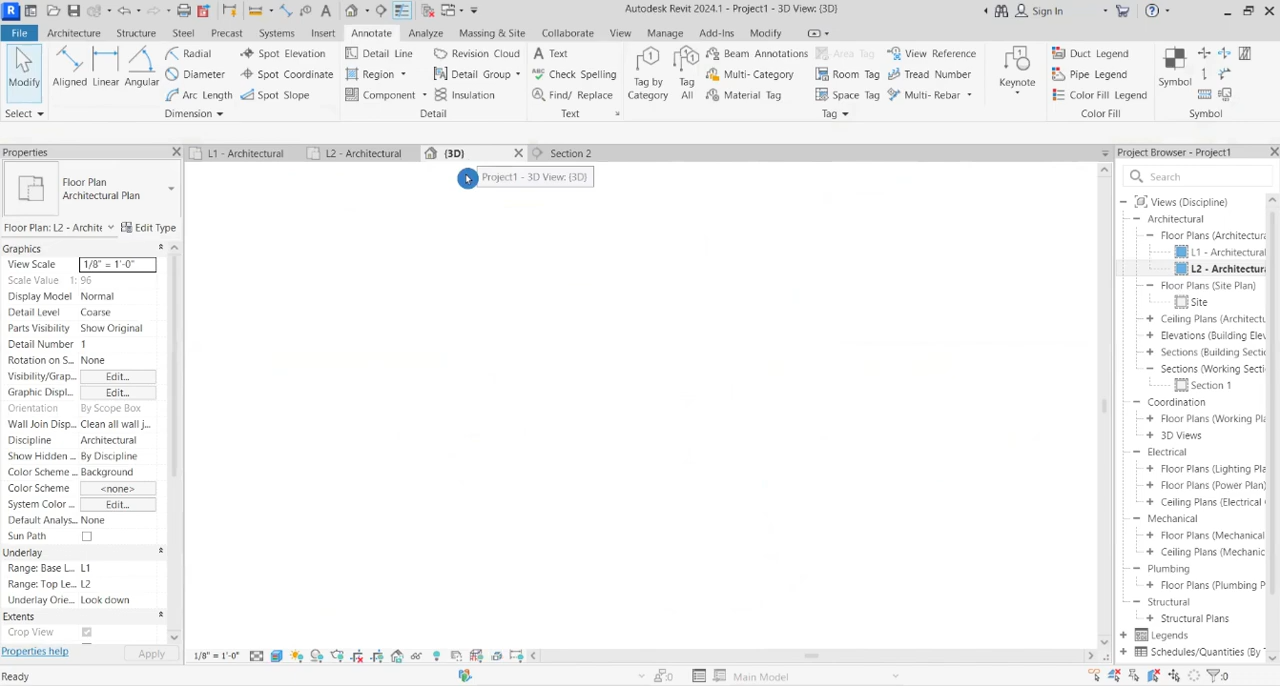 Autodesk Revit 2024.1 - Project1 - 3D View: {3D}
Sign In
File Architecture Structure Steel Precast Systems Insert Annotate Analyze Massing & Site Collaborate View Manage Add-Ins Modify
Modify
Select
Aligned Linear Angular
Radial
Diameter
Arc Length
Spot Elevation
Spot Coordinate
Spot Slope
Dimension
Detail Line
Region
Component
Revision Cloud
Detail Group
Insulation
Detail
Text
Check Spelling
Find/ Replace
Text
Tag by
Category
Tag
All
Beam Annotations
Multi- Category
Material Tag
Area Tag
Room Tag
Space Tag
View Reference
Tread Number
Multi- Rebar
Tag
Keynote
Duct Legend
Pipe Legend
Color Fill Legend
Color Fill
Symbol
Symbol
Properties
L1 - Architectural
L2 - Architectural
{3D}
Section 2
Project1 - 3D View: {3D}
Floor Plan
Architectural Plan
Floor Plan: L2 - Archite
Edit Type
Graphics
View Scale 1/8" = 1'-0"
Scale Value 1: 96
Display Model Normal
Detail Level Coarse
Parts Visibility Show Original
Detail Number 1
Rotation on S... None
Visibility/Grap... Edit...
Graphic Displ... Edit...
Orientation By Scope Box
Wall Join Disp... Clean all wall j...
Discipline Architectural
Show Hidden ... By Discipline
Color Scheme ... Background
Color Scheme <none>
System Color ... Edit...
Default Analys... None
Sun Path
Underlay
Range: Base L... L1
Range: Top Le... L2
Underlay Orie... Look down
Extents
Crop View
Properties help
Apply
1/8" = 1'-0"
Ready
:0
Main Model
:0
Project Browser - Project1
Search
Views (Discipline)
Architectural
Floor Plans (Architectura
L1 - Architectural
L2 - Architectura
Floor Plans (Site Plan)
Site
Ceiling Plans (Architectu
Elevations (Building Elev
Sections (Building Sectio
Sections (Working Secti
Section 1
Coordination
Floor Plans (Working Pl
3D Views
Electrical
Floor Plans (Lighting Pla
Floor Plans (Power Plan)
Ceiling Plans (Electrical
Mechanical
Floor Plans (Mechanical
Ceiling Plans (Mechanic
Plumbing
Floor Plans (Plumbing P
Structural
Structural Plans
Legends
Schedules/Quantities (By T